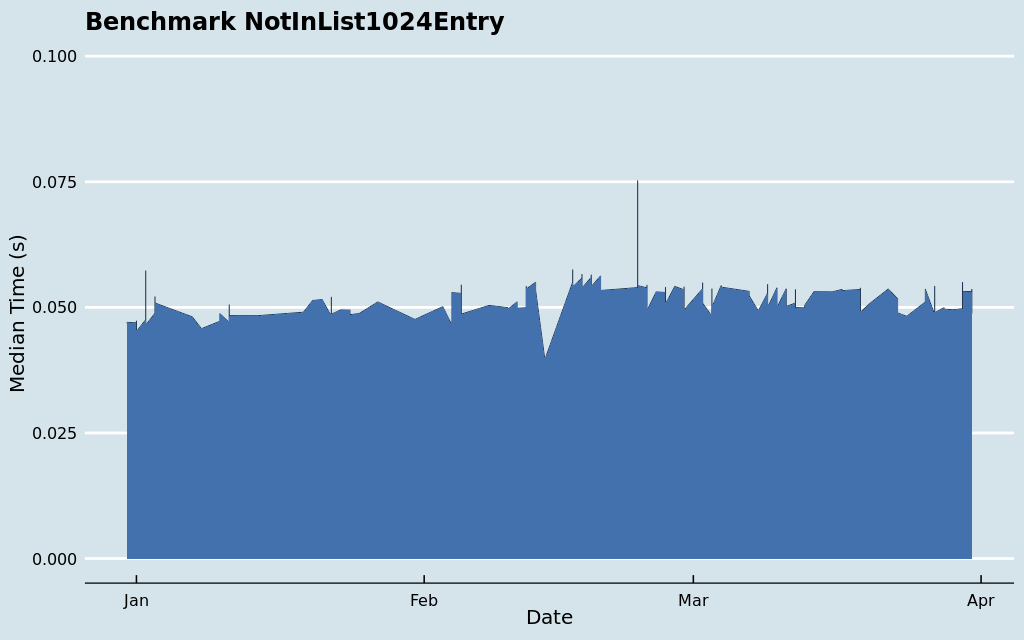 Benchmark NotInList1024Entry
0.100
0.075
0.050
0.025
0.000
Median Time (s)
Jan Feb Mar Apr
Date